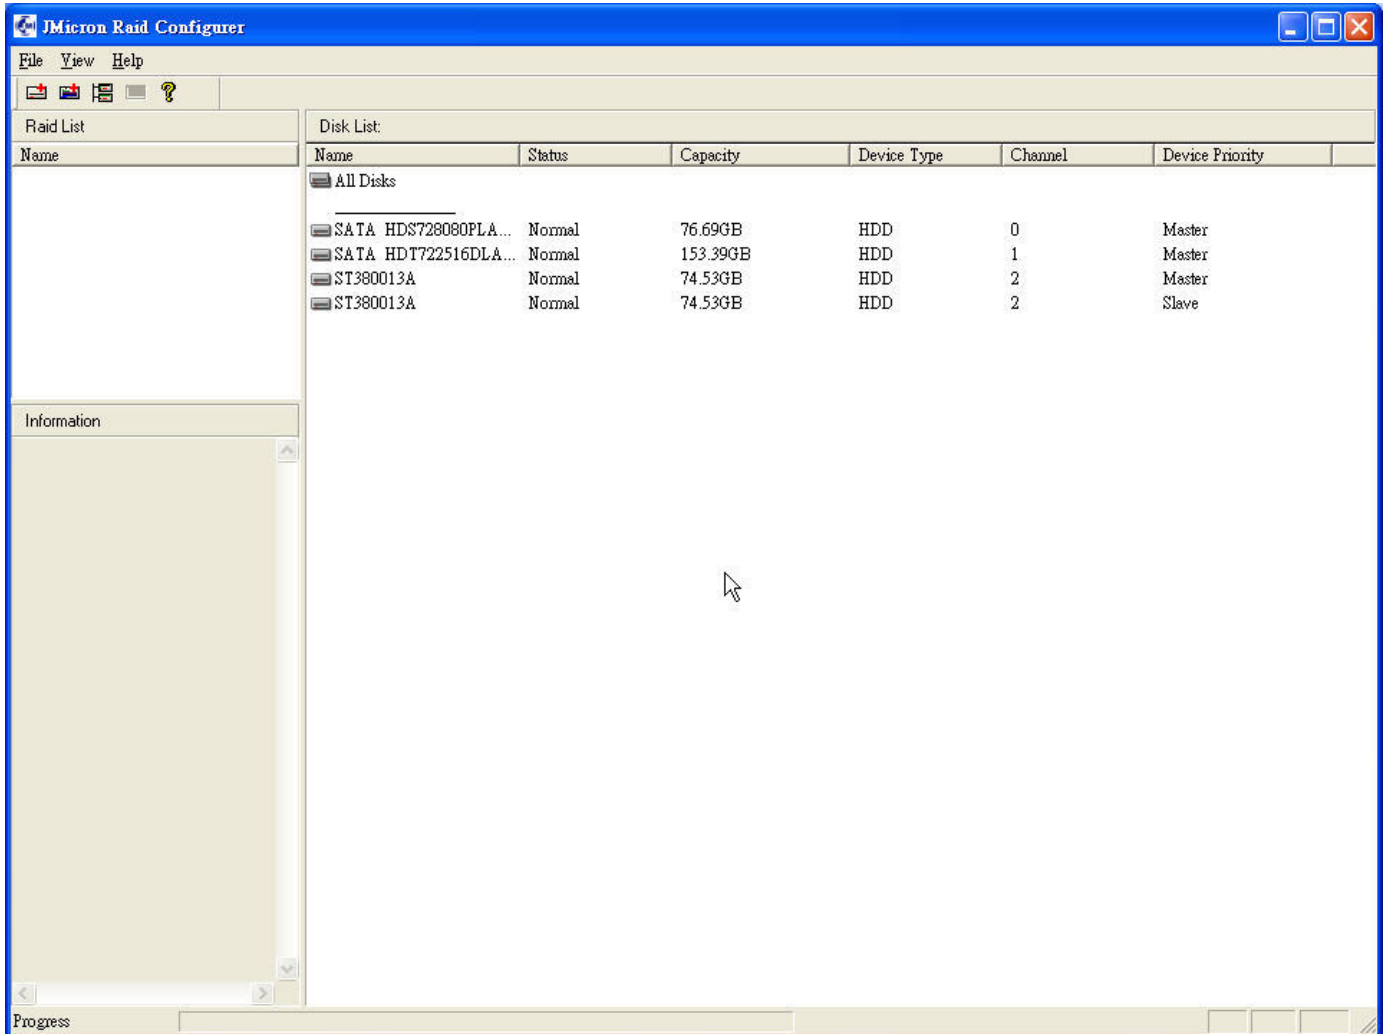 JMicron Raid Configurer
File View Help
Raid List Disk List:
Name Name Status Capacity Device Type Channel Device Priority
All Disks
SATA HDS728080PLA... Normal 76.69GB HDD 0 Master
SATA HDT722516DLA... Normal 153.39GB HDD 1 Master
ST380013A Normal 74.53GB HDD 2 Master
ST380013A Normal 74.53GB HDD 2 Slave
Information
Progress